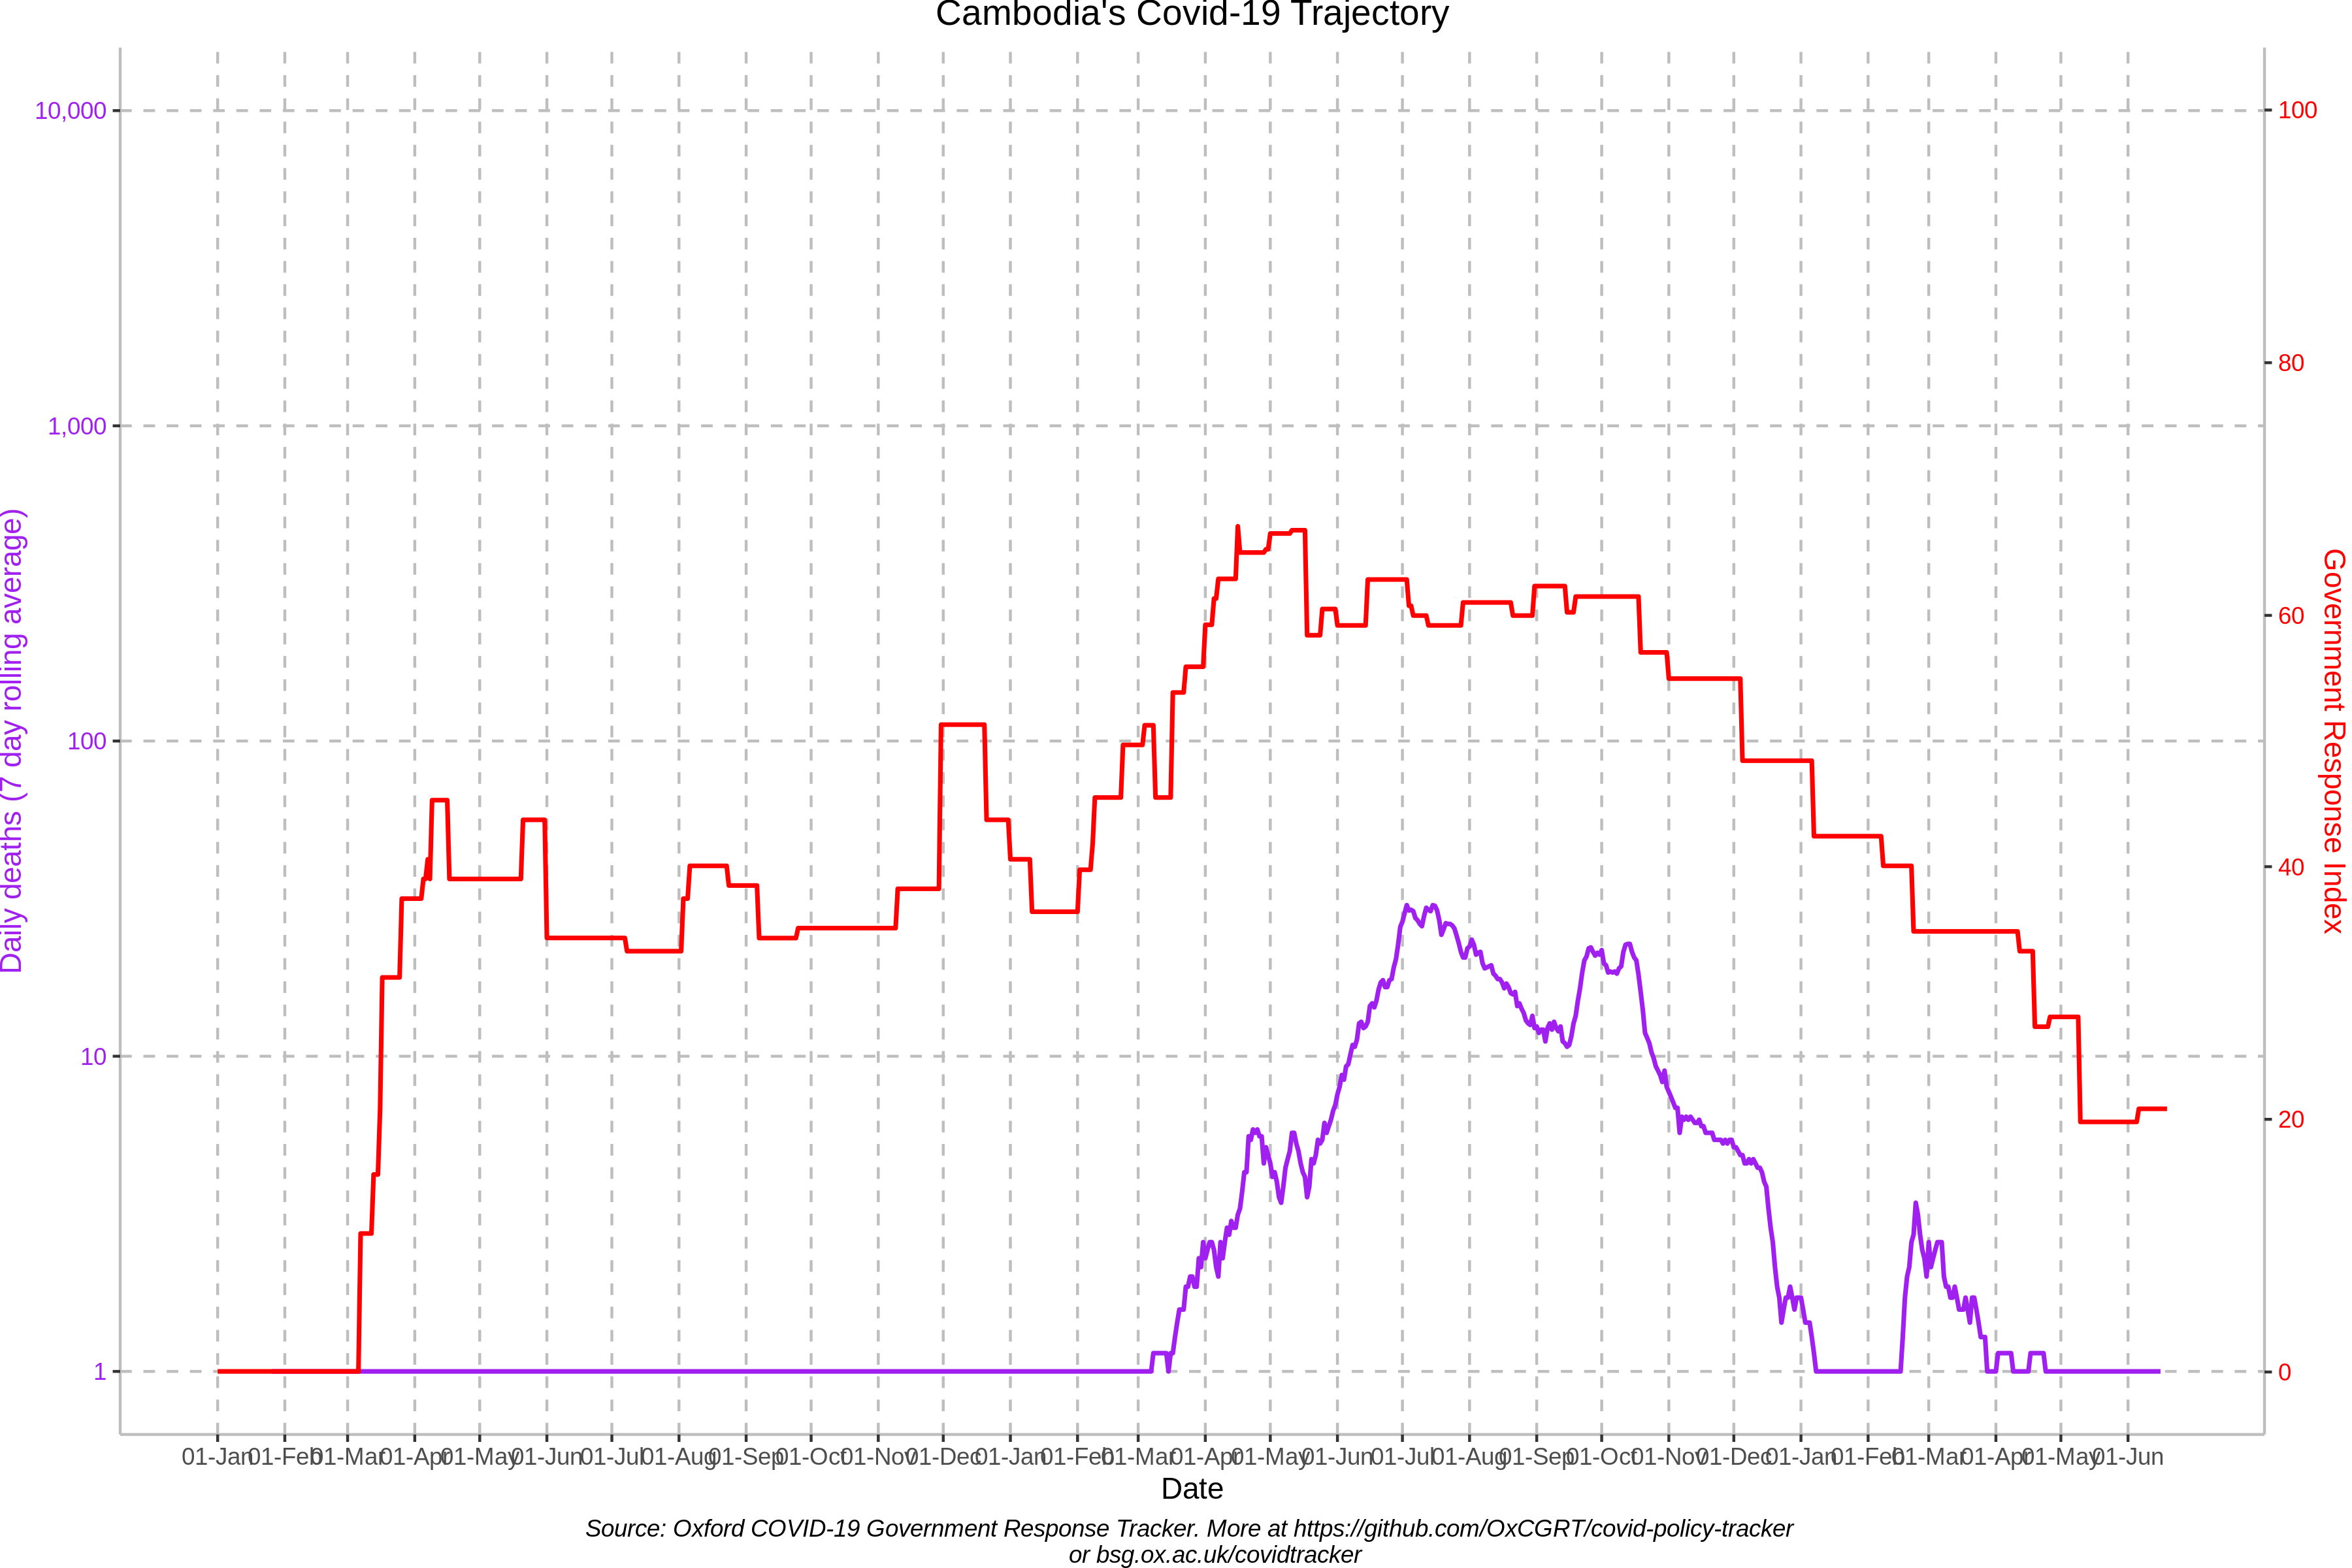 Cambodia's Covid-19 Trajectory
10,000
1,000
100
10
1
Daily deaths (7 day rolling average)
100
80
60
40
20
0
Government Response Index
01-Jan 01-Feb 01-Mar 01-Apr 01-May 01-Jun 01-Jul 01-Aug 01-Sep 01-Oct 01-Nov 01-Dec 01-Jan 01-Feb 01-Mar 01-Apr 01-May 01-Jun 01-Jul 01-Aug 01-Sep 01-Oct 01-Nov 01-Dec 01-Jan 01-Feb 01-Mar 01-Apr 01-May 01-Jun
Date
Source: Oxford COVID-19 Government Response Tracker. More at https://github.com/OxCGRT/covid-policy-tracker
or bsg.ox.ac.uk/covidtracker